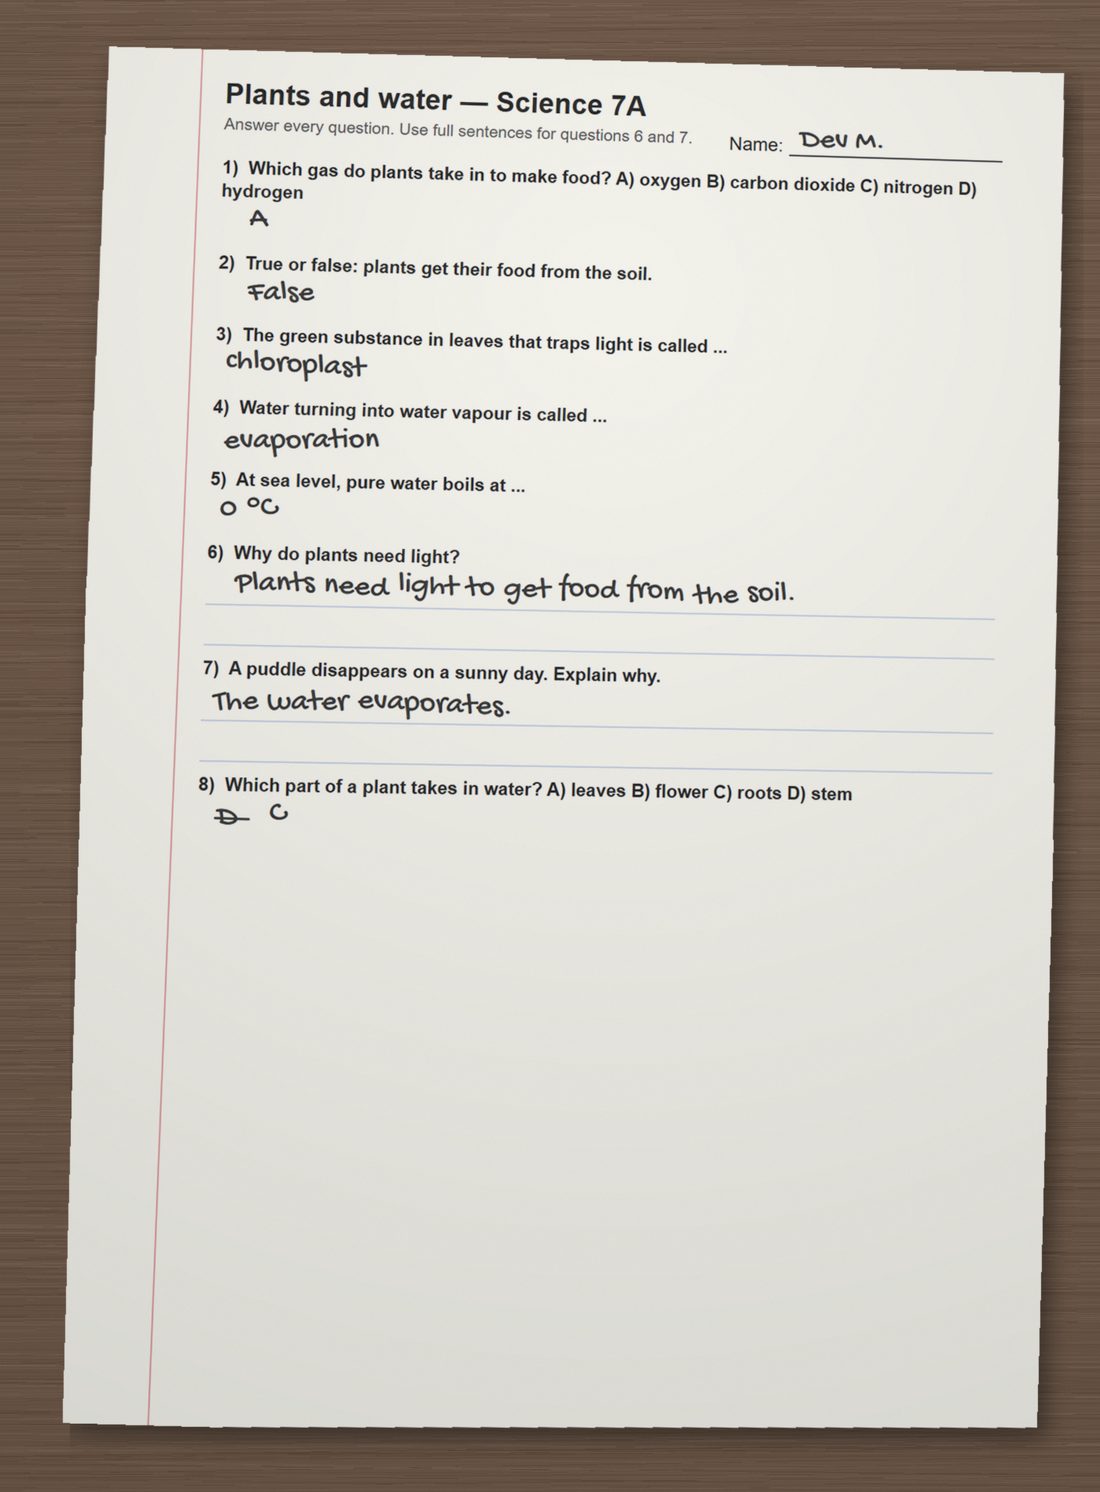 Plants and water — Science 7A
Answer every question. Use full sentences for questions 6 and 7.
Name: Dev M.
1) Which gas do plants take in to make food? A) oxygen B) carbon dioxide C) nitrogen D)
hydrogen
A
2) True or false: plants get their food from the soil.
False
3) The green substance in leaves that traps light is called ...
chloroplast
4) Water turning into water vapour is called ...
evaporation
5) At sea level, pure water boils at ...
0 °C
6) Why do plants need light?
Plants need light to get food from the soil.
7) A puddle disappears on a sunny day. Explain why.
The water evaporates.
8) Which part of a plant takes in water? A) leaves B) flower C) roots D) stem
D C